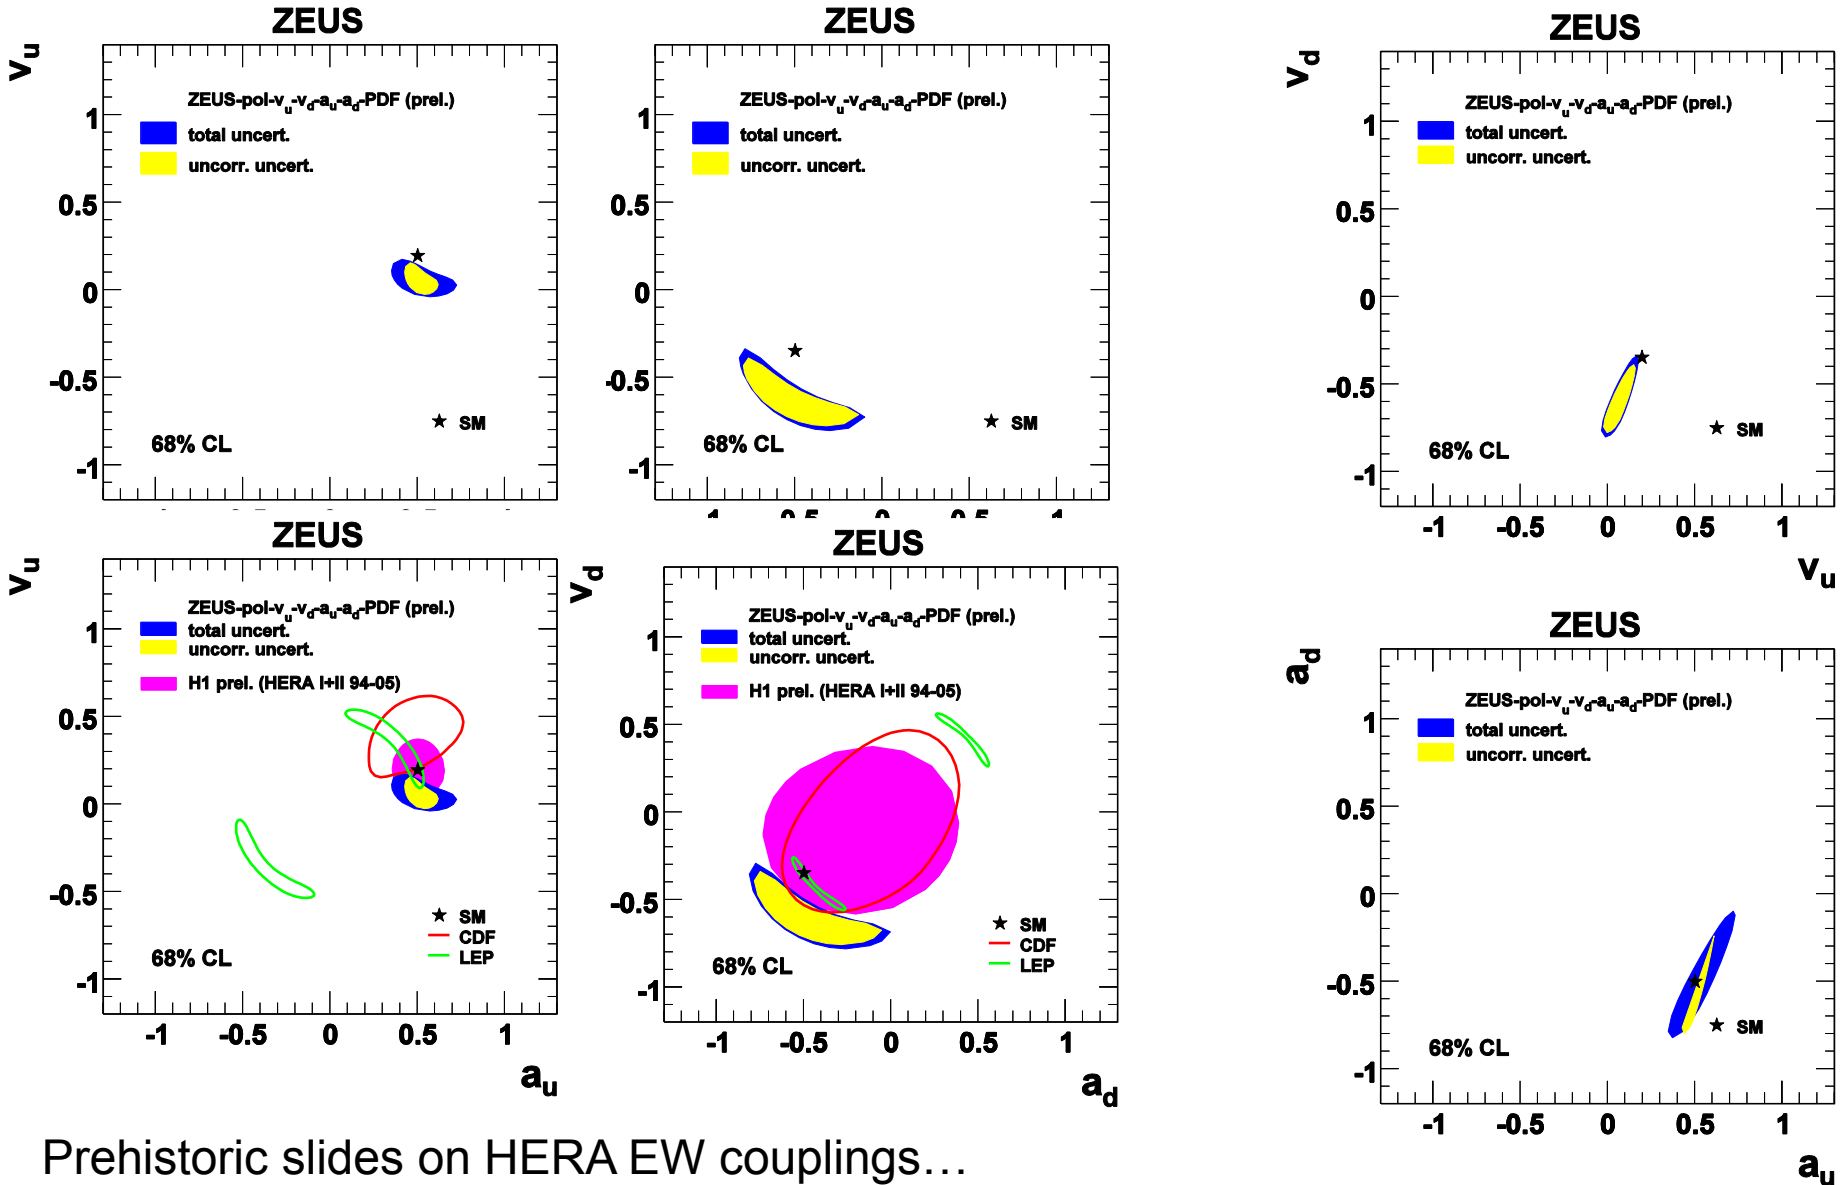 ZEUS
v_u
ZEUS-pol-v_u-v_d-a_u-a_d-PDF (prel.)
total uncert.
uncorr. uncert.
1
0.5
0
-0.5
-1
SM
68% CL
ZEUS
ZEUS-pol-v_u-v_d-a_u-a_d-PDF (prel.)
total uncert.
uncorr. uncert.
1
0.5
0
-0.5
-1
SM
68% CL
-1 -0.5 0 0.5 1
ZEUS
v_d
ZEUS-pol-v_u-v_d-a_u-a_d-PDF (prel.)
total uncert.
uncorr. uncert.
1
0.5
0
-0.5
-1
SM
68% CL
-1 -0.5 0 0.5 1
v_u
ZEUS
v_u
ZEUS-pol-v_u-v_d-a_u-a_d-PDF (prel.)
total uncert.
uncorr. uncert.
H1 prel. (HERA I+II 94-05)
1
0.5
0
-0.5
-1
SM
CDF
LEP
68% CL
-1 -0.5 0 0.5 1
a_u
ZEUS
v_d
ZEUS-pol-v_u-v_d-a_u-a_d-PDF (prel.)
total uncert.
uncorr. uncert.
H1 prel. (HERA I+II 94-05)
1
0.5
0
-0.5
-1
SM
CDF
LEP
68% CL
-1 -0.5 0 0.5 1
a_d
ZEUS
a_d
ZEUS-pol-v_u-v_d-a_u-a_d-PDF (prel.)
total uncert.
uncorr. uncert.
1
0.5
0
-0.5
-1
SM
68% CL
-1 -0.5 0 0.5 1
a_u
Prehistoric slides on HERA EW couplings…